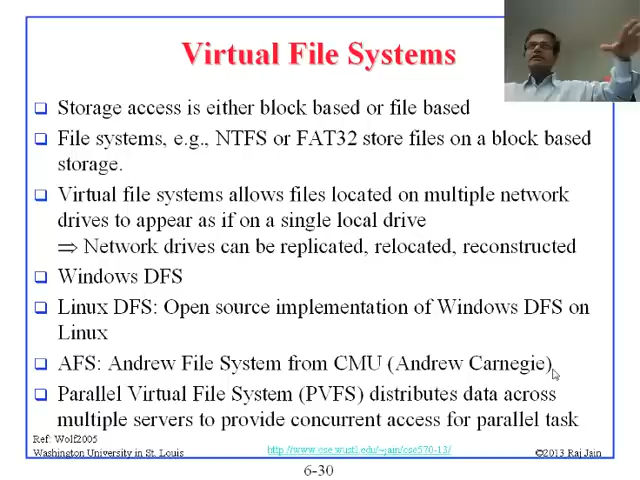 Virtual File Systems
Storage access is either block based or file based
File systems, e.g., NTFS or FAT32 store files on a block based
storage.
Virtual file systems allows files located on multiple network
drives to appear as if on a single local drive
⇒ Network drives can be replicated, relocated, reconstructed
Windows DFS
Linux DFS: Open source implementation of Windows DFS on
Linux
AFS: Andrew File System from CMU (Andrew Carnegie)
Parallel Virtual File System (PVFS) distributes data across
multiple servers to provide concurrent access for parallel task
Ref: Wolf2005
Washington University in St. Louis
http://www.cse.wustl.edu/~jain/cse570-13/
©2013 Raj Jain
6-30